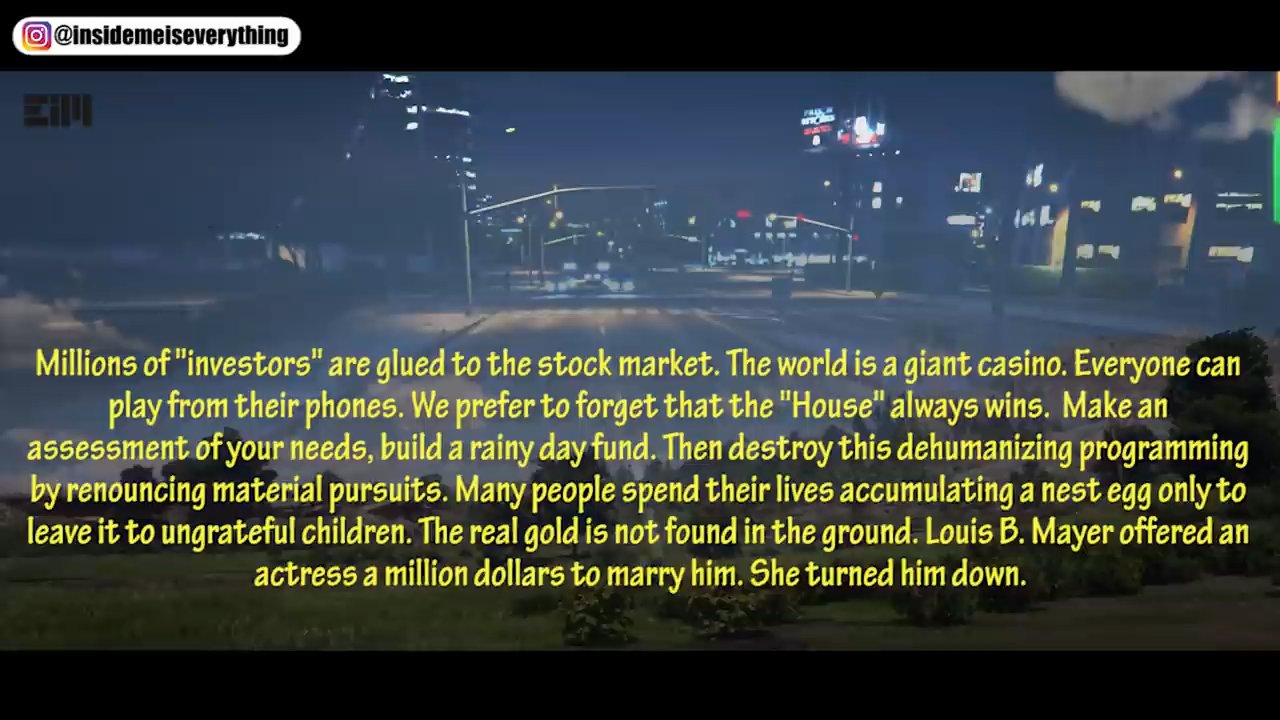 @insidemeiseverything
EIM
Millions of "investors" are glued to the stock market. The world is a giant casino. Everyone can
play from their phones. We prefer to forget that the "House" always wins.  Make an
assessment of your needs, build a rainy day fund. Then destroy this dehumanizing programming
by renouncing material pursuits. Many people spend their lives accumulating a nest egg only to
leave it to ungrateful children. The real gold is not found in the ground. Louis B. Mayer offered an
actress a million dollars to marry him. She turned him down.